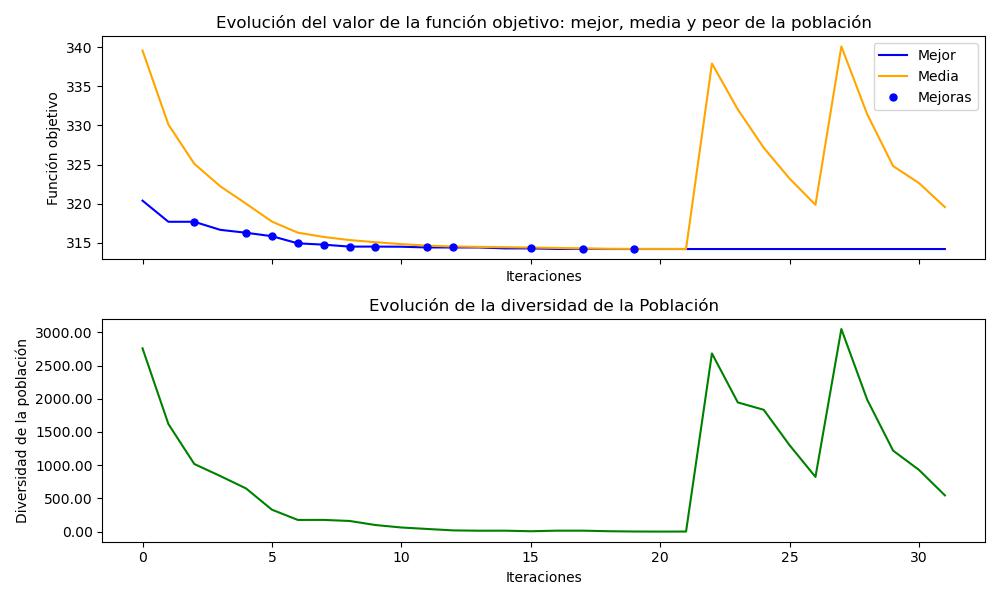 Evolución del valor de la función objetivo: mejor, media y peor de la población
Función objetivo
340
335
330
325
320
315
Mejor
Media
Mejoras
Iteraciones
Evolución de la diversidad de la Población
Diversidad de la población
3000.00
2500.00
2000.00
1500.00
1000.00
500.00
0.00
0 5 10 15 20 25 30
Iteraciones